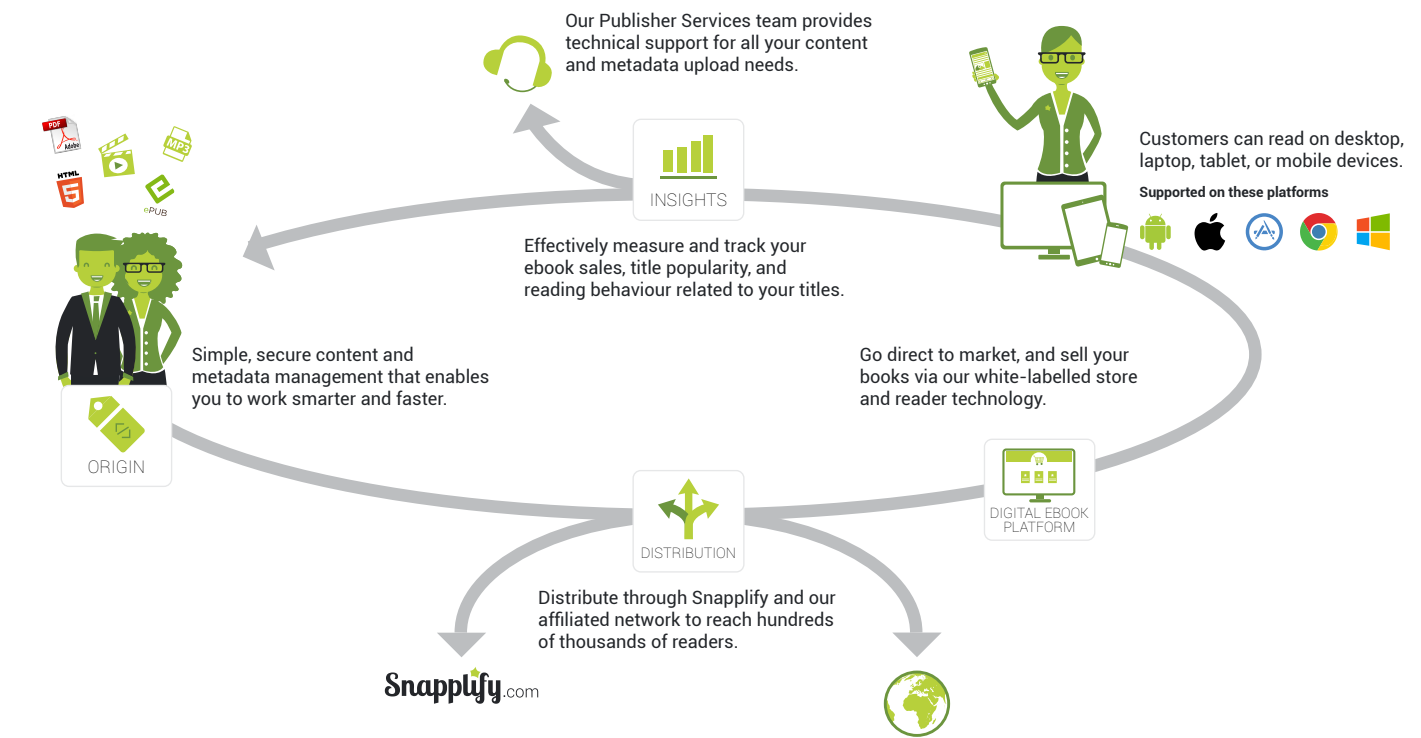 Our Publisher Services team provides
technical support for all your content
and metadata upload needs.
PDF
Adobe
MP3
HTML
5
ePUB
INSIGHTS
Effectively measure and track your
ebook sales, title popularity, and
reading behaviour related to your titles.
Customers can read on desktop,
laptop, tablet, or mobile devices.
Supported on these platforms
Simple, secure content and
metadata management that enables
you to work smarter and faster.
ORIGIN
Go direct to market, and sell your
books via our white-labelled store
and reader technology.
DIGITAL EBOOK
PLATFORM
DISTRIBUTION
Distribute through Snapplify and our
affiliated network to reach hundreds
of thousands of readers.
Snapplify.com